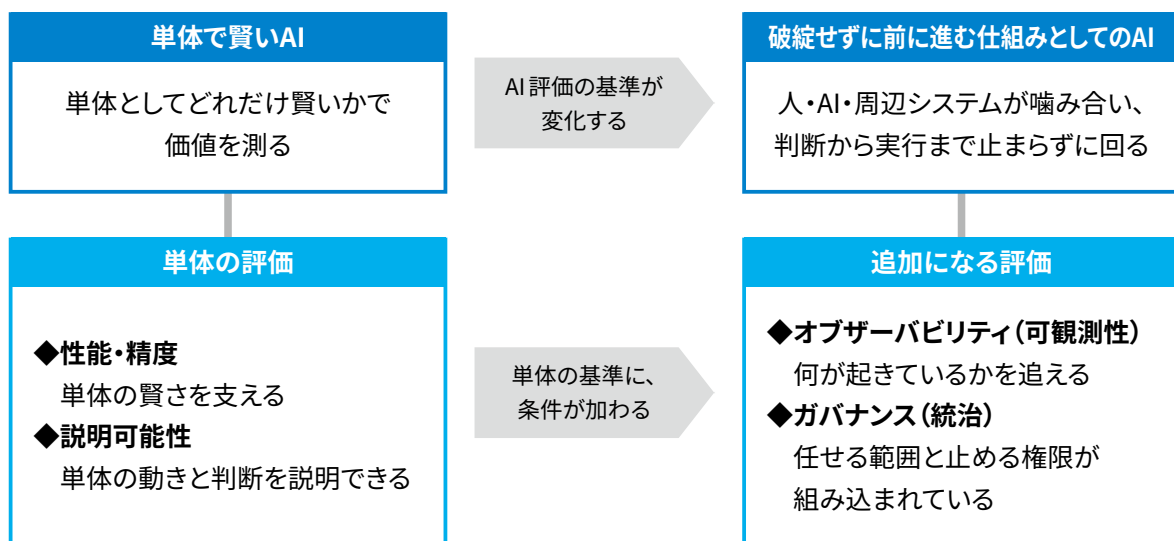 単体で賢いAI
単体としてどれだけ賢いかで
価値を測る
AI評価の基準が
変化する
破綻せずに前に進む仕組みとしてのAI
人・AI・周辺システムが噛み合い、
判断から実行まで止まらずに回る
単体の評価
◆性能・精度
単体の賢さを支える
◆説明可能性
単体の動きと判断を説明できる
単体の基準に、
条件が加わる
追加になる評価
◆オブザーバビリティ(可観測性)
何が起きているかを追える
◆ガバナンス(統治)
任せる範囲と止める権限が
組み込まれている